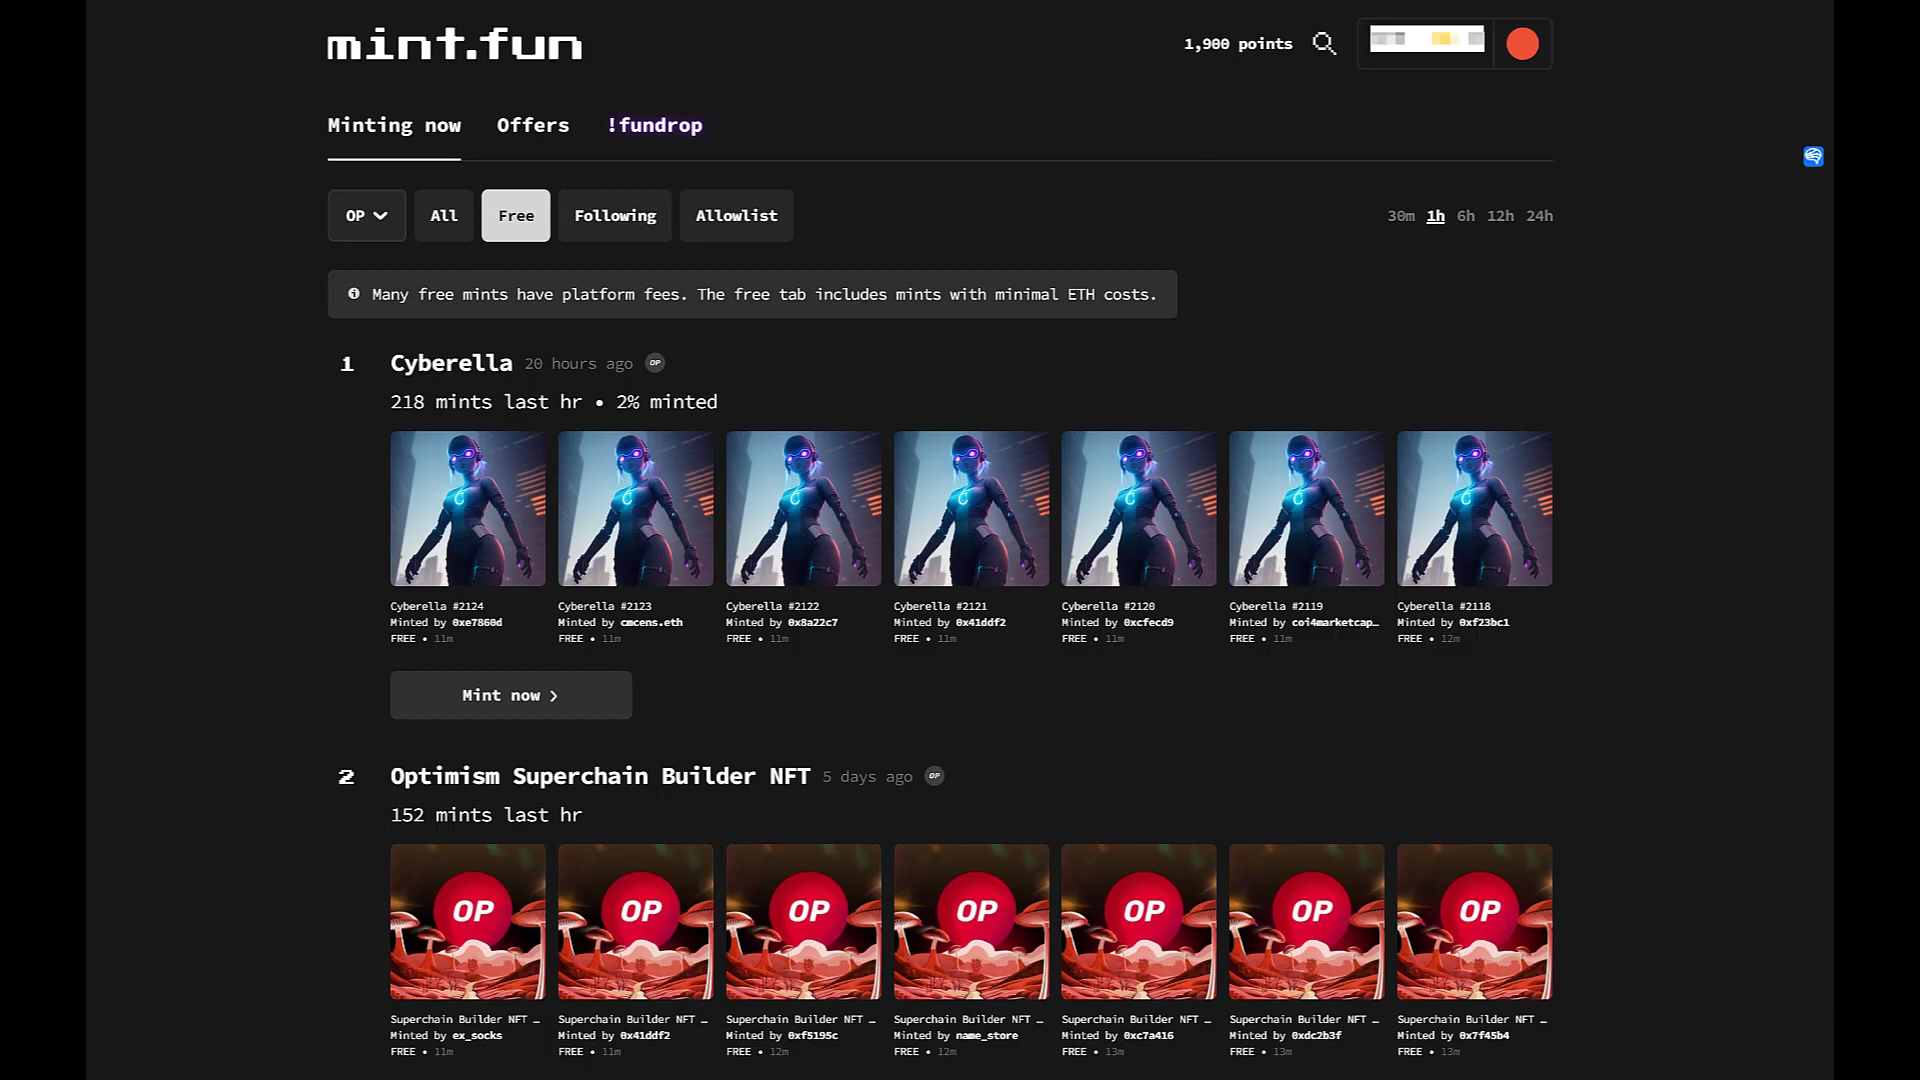 mint.fun
1,900 points
Minting now Offers !fundrop
OP All Free Following Allowlist
30m 1h 6h 12h 24h
Many free mints have platform fees. The free tab includes mints with minimal ETH costs.
1 Cyberella 20 hours ago OP
218 mints last hr • 2% minted
Cyberella #2124
Minted by 0xe7860d
FREE • 11m
Cyberella #2123
Minted by cmcens.eth
FREE • 11m
Cyberella #2122
Minted by 0x8a22c7
FREE • 11m
Cyberella #2121
Minted by 0x41ddf2
FREE • 11m
Cyberella #2120
Minted by 0xcfecd9
FREE • 11m
Cyberella #2119
Minted by coi4marketcap…
FREE • 11m
Cyberella #2118
Minted by 0xf23bc1
FREE • 12m
Mint now >
2 Optimism Superchain Builder NFT 5 days ago OP
152 mints last hr
OP
OP
OP
OP
OP
OP
OP
Superchain Builder NFT …
Minted by ex_socks
FREE • 11m
Superchain Builder NFT …
Minted by 0x41ddf2
FREE • 11m
Superchain Builder NFT …
Minted by 0xf5195c
FREE • 12m
Superchain Builder NFT …
Minted by name_store
FREE • 12m
Superchain Builder NFT …
Minted by 0xc7a416
FREE • 13m
Superchain Builder NFT …
Minted by 0xdc2b3f
FREE • 13m
Superchain Builder NFT …
Minted by 0x7f45b4
FREE • 13m